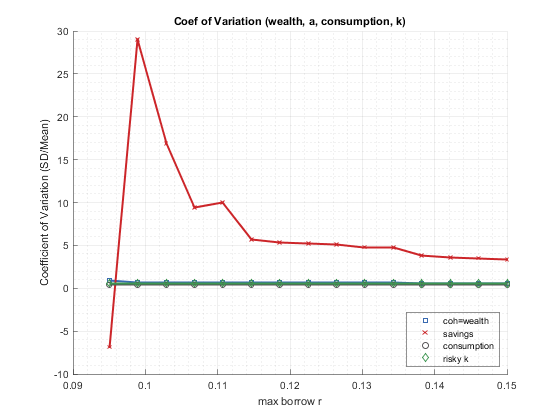 Coef of Variation (wealth, a, consumption, k)
Coefficient of Variation (SD/Mean)
30
25
20
15
10
5
0
-5
-10
0.09
0.1
0.11
0.12
0.13
0.14
0.15
max borrow r
coh=wealth
savings
consumption
risky k